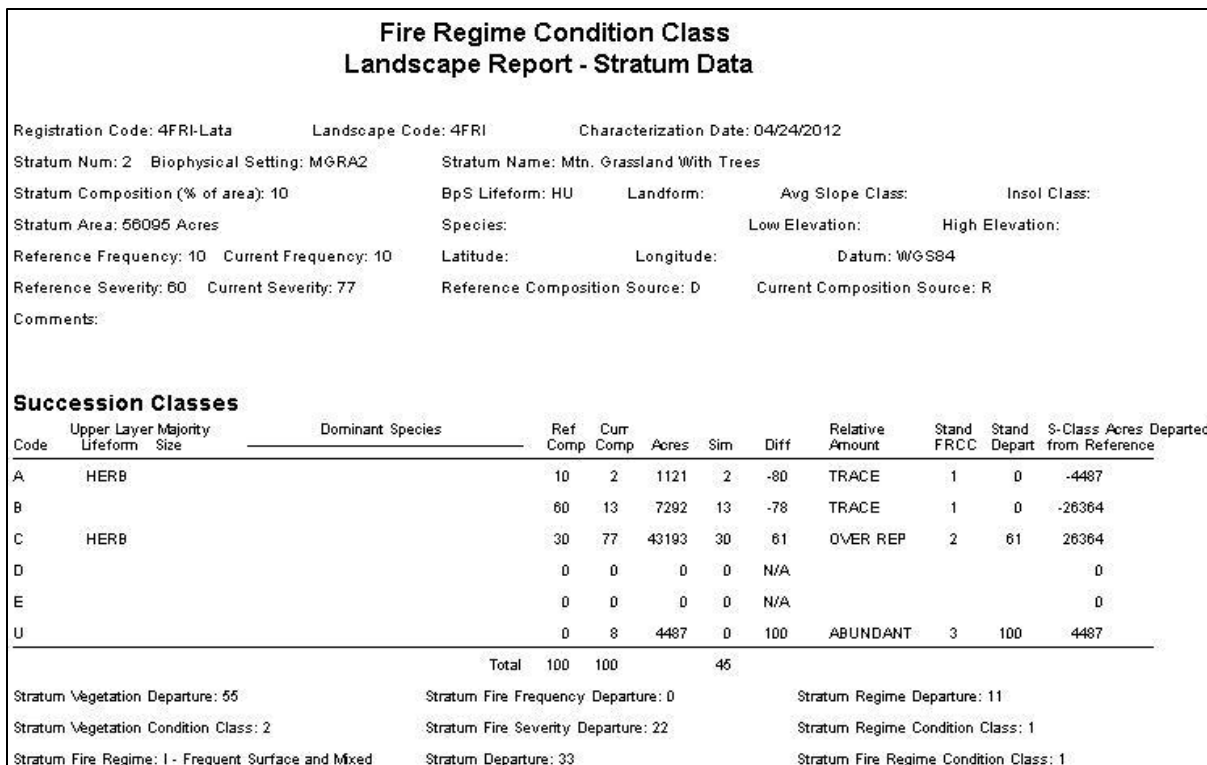 Fire Regime Condition Class
Landscape Report - Stratum Data
Registration Code: 4FRI-Lata Landscape Code: 4FRI Characterization Date: 04/24/2012
Stratum Num: 2 Biophysical Setting: MGRA2 Stratum Name: Mtn. Grassland With Trees
Stratum Composition (% of area): 10 BpS Lifeform: HU Landform: Avg Slope Class: Insol Class:
Stratum Area: 56095 Acres Species: Low Elevation: High Elevation:
Reference Frequency: 10 Current Frequency: 10 Latitude: Longitude: Datum: WGS84
Reference Severity: 60 Current Severity: 77 Reference Composition Source: D Current Composition Source: R
Comments:
Succession Classes
Upper Layer Majority Dominant Species Ref Curr Relative Stand Stand S-Class Acres Departed
Code Lifeform Size Comp Comp Acres Sim Diff Amount FRCC Depart from Reference
A HERB 10 2 1121 2 -80 TRACE 1 0 -4487
B 60 13 7292 13 -78 TRACE 1 0 -26364
C HERB 30 77 43193 30 61 OVER REP 2 61 26364
D 0 0 0 0 N/A 0
E 0 0 0 0 N/A 0
U 0 8 4487 0 100 ABUNDANT 3 100 4487
Total 100 100 45
Stratum Vegetation Departure: 55 Stratum Fire Frequency Departure: 0 Stratum Regime Departure: 11
Stratum Vegetation Condition Class: 2 Stratum Fire Severity Departure: 22 Stratum Regime Condition Class: 1
Stratum Fire Regime: I - Frequent Surface and Mixed Stratum Departure: 33 Stratum Fire Regime Condition Class: 1